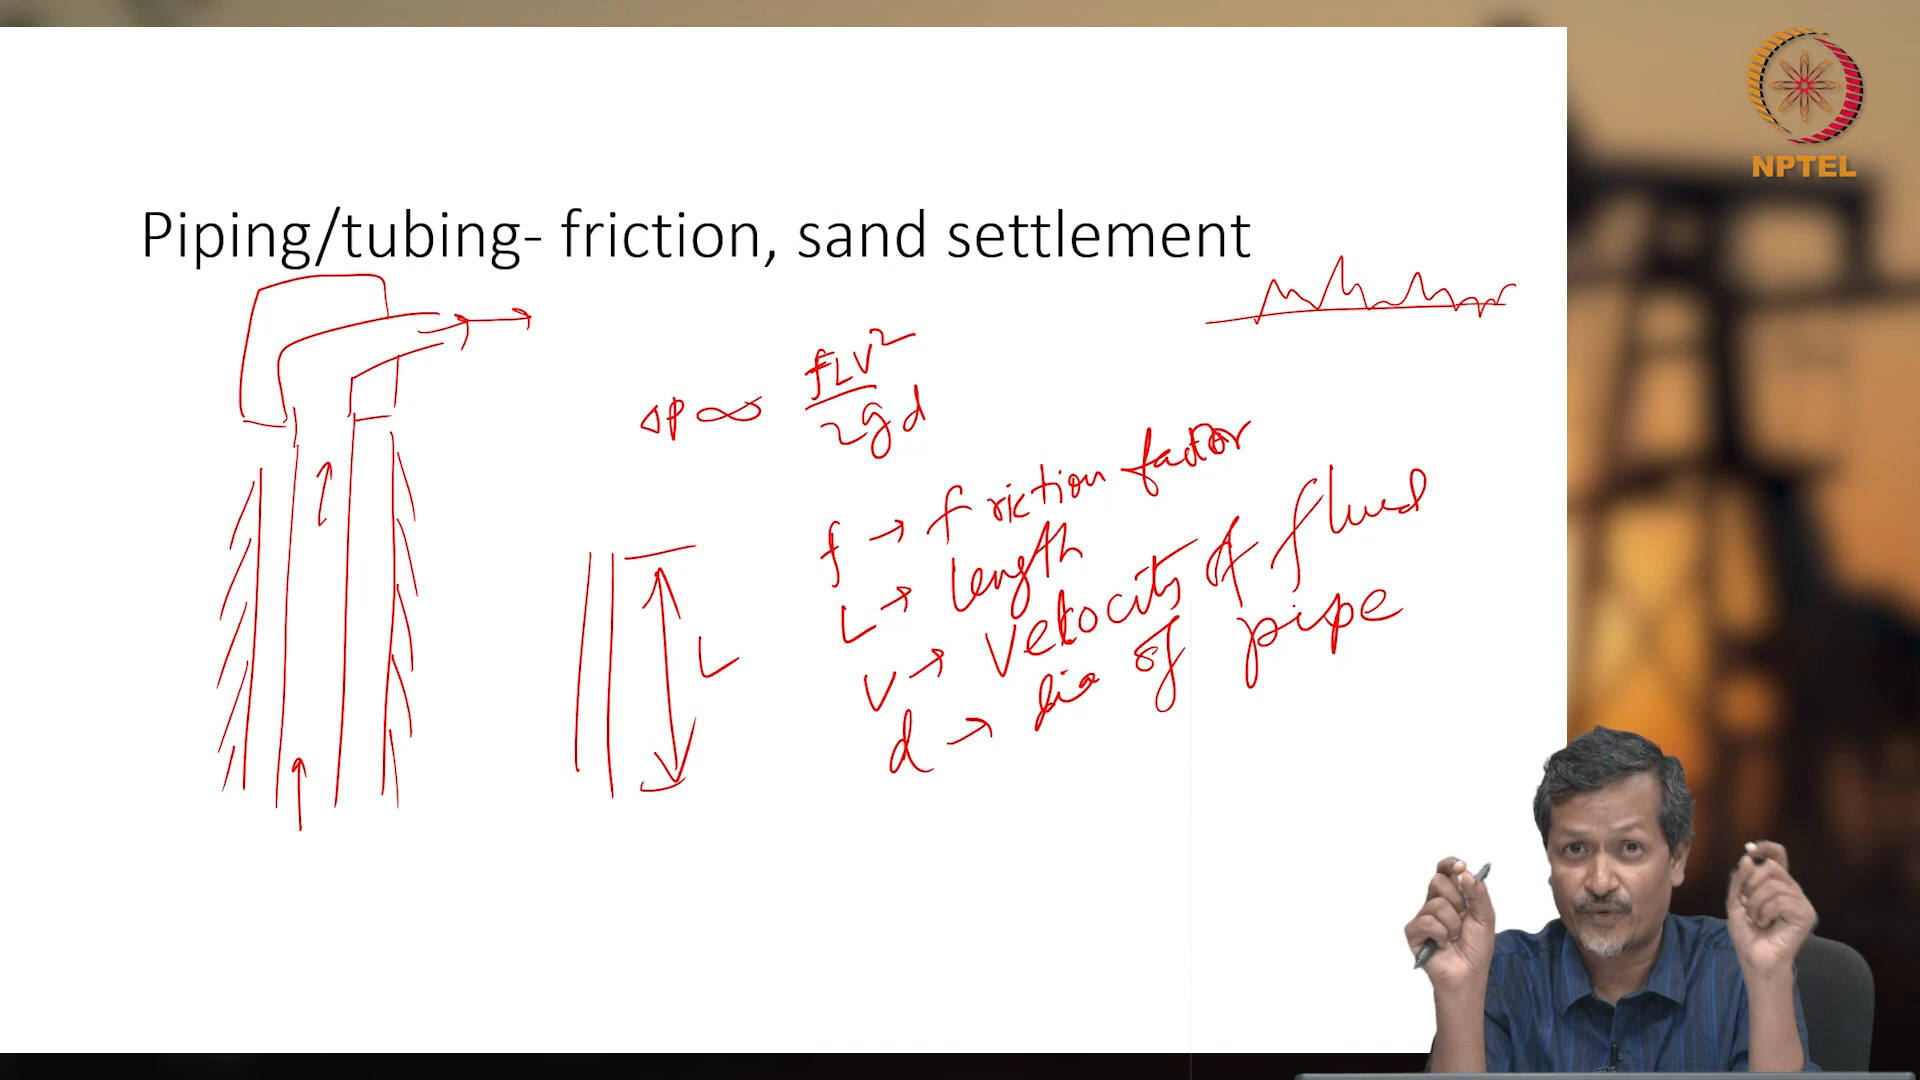 NPTEL
Piping/tubing- friction, sand settlement
ΔP ∝ fLV²
2gd
f → friction factor
L → length
V → Velocity of fluid
d → dia of pipe
L